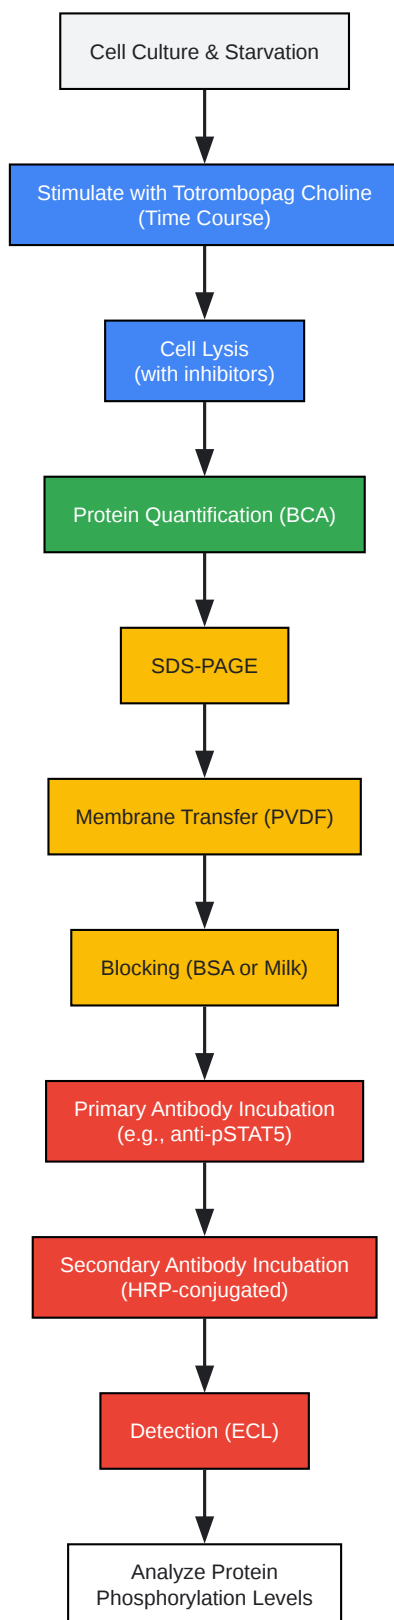 Cell Culture & Starvation
Stimulate with Totrombopag Choline
(Time Course)
Cell Lysis
(with inhibitors)
Protein Quantification (BCA)
SDS-PAGE
Membrane Transfer (PVDF)
Blocking (BSA or Milk)
Primary Antibody Incubation
(e.g., anti-pSTAT5)
Secondary Antibody Incubation
(HRP-conjugated)
Detection (ECL)
Analyze Protein
Phosphorylation Levels